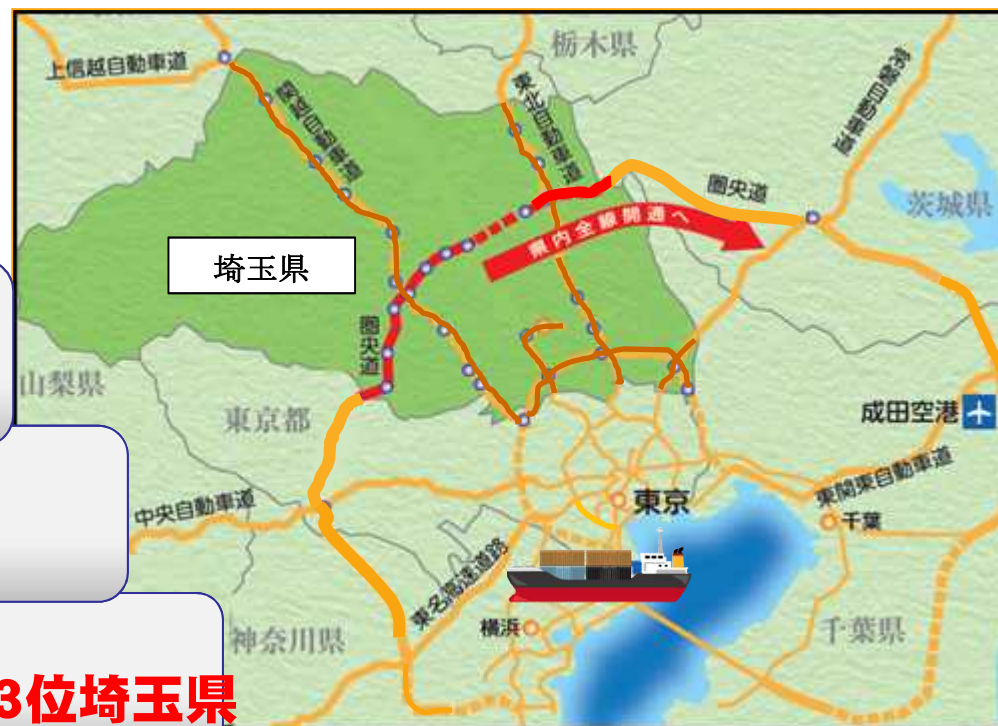 上信越自動車道
栃木県
関越自動車道
東北自動車道
常磐自動車道
圏央道
茨城県
県内全線開通へ
埼玉県
圏央道
山梨県
東京都
成田空港
中央自動車道
東関東自動車道
東京
千葉
東名高速道路
横浜
神奈川県
千葉県
3位埼玉県